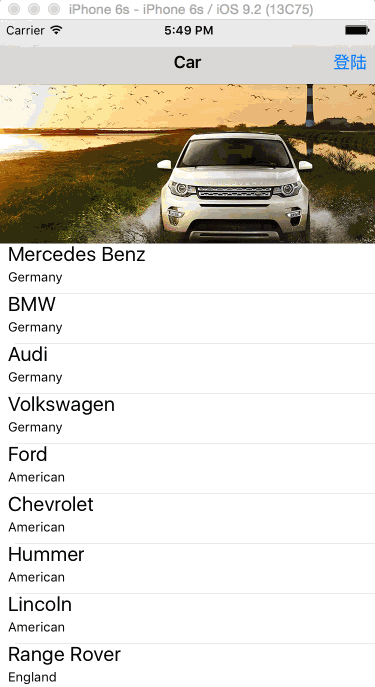 iPhone 6s - iPhone 6s / iOS 9.2 (13C75)
Carrier 5:49 PM
Car 登陆
Mercedes Benz
Germany
BMW
Germany
Audi
Germany
Volkswagen
Germany
Ford
American
Chevrolet
American
Hummer
American
Lincoln
American
Range Rover
England